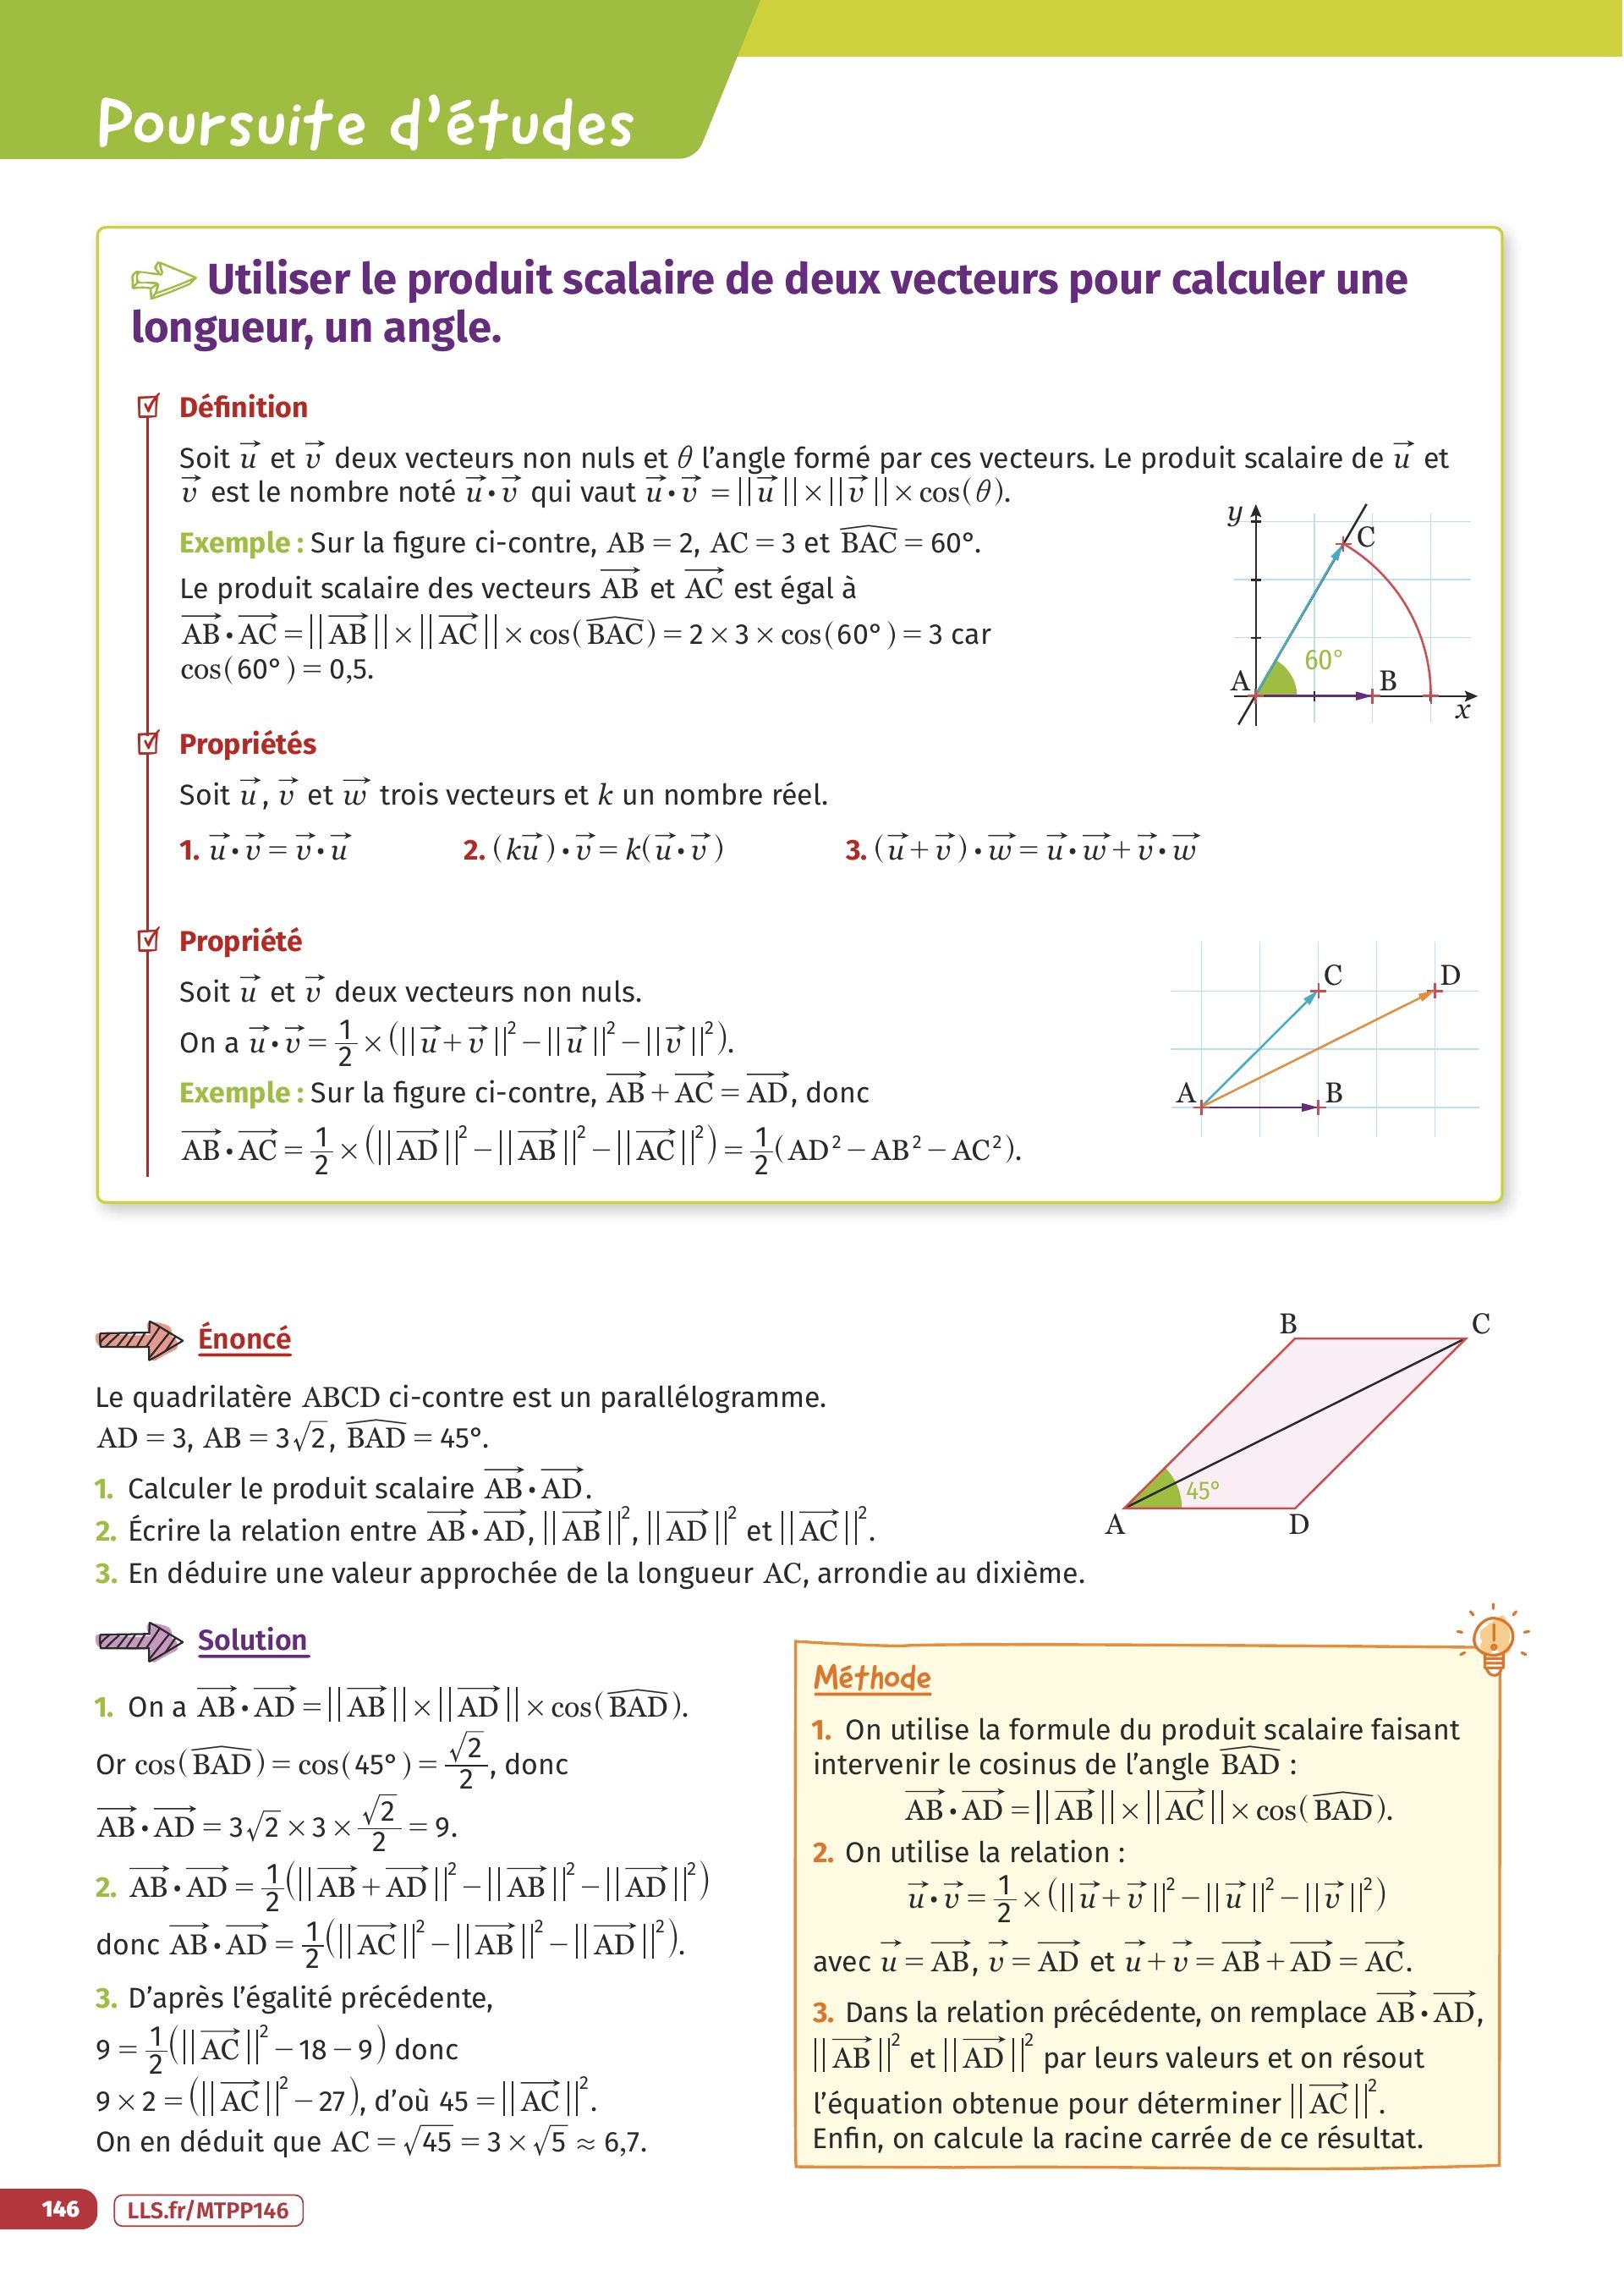 Poursuite d'études
Utiliser le produit scalaire de deux vecteurs pour calculer une
longueur, un angle.
Définition
Soit $\vec{u}$ et $\vec{v}$ deux vecteurs non nuls et θ l'angle formé par ces vecteurs. Le produit scalaire de $\vec{u}$ et
$\vec{v}$ est le nombre noté $\vec{u}\cdot\vec{v}$ qui vaut $\vec{u}\cdot\vec{v} = ||\vec{u}|| \times ||\vec{v}|| \times \cos(\theta)$.
Exemple : Sur la figure ci-contre, AB = 2, AC = 3 et $\widehat{BAC}$ = 60°.
Le produit scalaire des vecteurs $\overrightarrow{AB}$ et $\overrightarrow{AC}$ est égal à
$\overrightarrow{AB}\cdot\overrightarrow{AC} = ||\overrightarrow{AB}|| \times ||\overrightarrow{AC}|| \times \cos(\widehat{BAC}) = 2 \times 3 \times \cos(60°) = 3$ car
cos(60°) = 0,5.
y
C
60°
A
B
x
Propriétés
Soit $\vec{u}$, $\vec{v}$ et $\vec{w}$ trois vecteurs et k un nombre réel.
1. $\vec{u}\cdot\vec{v} = \vec{v}\cdot\vec{u}$ 2. $(k\vec{u})\cdot\vec{v} = k(\vec{u}\cdot\vec{v})$ 3. $(\vec{u}+\vec{v})\cdot\vec{w} = \vec{u}\cdot\vec{w}+\vec{v}\cdot\vec{w}$
Propriété
Soit $\vec{u}$ et $\vec{v}$ deux vecteurs non nuls.
On a $\vec{u}\cdot\vec{v} = \frac{1}{2} \times (||\vec{u}+\vec{v}||^2 - ||\vec{u}||^2 - ||\vec{v}||^2)$.
Exemple : Sur la figure ci-contre, $\overrightarrow{AB}+\overrightarrow{AC} = \overrightarrow{AD}$, donc
$\overrightarrow{AB}\cdot\overrightarrow{AC} = \frac{1}{2} \times (||\overrightarrow{AD}||^2 - ||\overrightarrow{AB}||^2 - ||\overrightarrow{AC}||^2) = \frac{1}{2}(AD^2 - AB^2 - AC^2)$.
C
D
A
B
Énoncé
Le quadrilatère ABCD ci-contre est un parallélogramme.
AD = 3, AB = $3\sqrt{2}$, $\widehat{BAD}$ = 45°.
1. Calculer le produit scalaire $\overrightarrow{AB}\cdot\overrightarrow{AD}$.
2. Écrire la relation entre $\overrightarrow{AB}\cdot\overrightarrow{AD}$, $||\overrightarrow{AB}||^2$, $||\overrightarrow{AD}||^2$ et $||\overrightarrow{AC}||^2$.
3. En déduire une valeur approchée de la longueur AC, arrondie au dixième.
B
C
45°
A
D
Solution
1. On a $\overrightarrow{AB}\cdot\overrightarrow{AD} = ||\overrightarrow{AB}|| \times ||\overrightarrow{AD}|| \times \cos(\widehat{BAD})$.
Or $\cos(\widehat{BAD}) = \cos(45°) = \frac{\sqrt{2}}{2}$, donc
$\overrightarrow{AB}\cdot\overrightarrow{AD} = 3\sqrt{2} \times 3 \times \frac{\sqrt{2}}{2} = 9$.
2. $\overrightarrow{AB}\cdot\overrightarrow{AD} = \frac{1}{2}(||\overrightarrow{AB}+\overrightarrow{AD}||^2 - ||\overrightarrow{AB}||^2 - ||\overrightarrow{AD}||^2)$
donc $\overrightarrow{AB}\cdot\overrightarrow{AD} = \frac{1}{2}(||\overrightarrow{AC}||^2 - ||\overrightarrow{AB}||^2 - ||\overrightarrow{AD}||^2)$.
3. D'après l'égalité précédente,
$9 = \frac{1}{2}(||\overrightarrow{AC}||^2 - 18 - 9)$ donc
$9 \times 2 = (||\overrightarrow{AC}||^2 - 27)$, d'où $45 = ||\overrightarrow{AC}||^2$.
On en déduit que $AC = \sqrt{45} = 3 \times \sqrt{5} \approx 6,7$.
Méthode
1. On utilise la formule du produit scalaire faisant
intervenir le cosinus de l'angle $\widehat{BAD}$ :
$\overrightarrow{AB}\cdot\overrightarrow{AD} = ||\overrightarrow{AB}|| \times ||\overrightarrow{AC}|| \times \cos(\widehat{BAD})$.
2. On utilise la relation :
$\vec{u}\cdot\vec{v} = \frac{1}{2} \times (||\vec{u}+\vec{v}||^2 - ||\vec{u}||^2 - ||\vec{v}||^2)$
avec $\vec{u} = \overrightarrow{AB}$, $\vec{v} = \overrightarrow{AD}$ et $\vec{u}+\vec{v} = \overrightarrow{AB}+\overrightarrow{AD} = \overrightarrow{AC}$.
3. Dans la relation précédente, on remplace $\overrightarrow{AB}\cdot\overrightarrow{AD}$,
$||\overrightarrow{AB}||^2$ et $||\overrightarrow{AD}||^2$ par leurs valeurs et on résout
l'équation obtenue pour déterminer $||\overrightarrow{AC}||^2$.
Enfin, on calcule la racine carrée de ce résultat.
146 LLS.fr/MTPP146